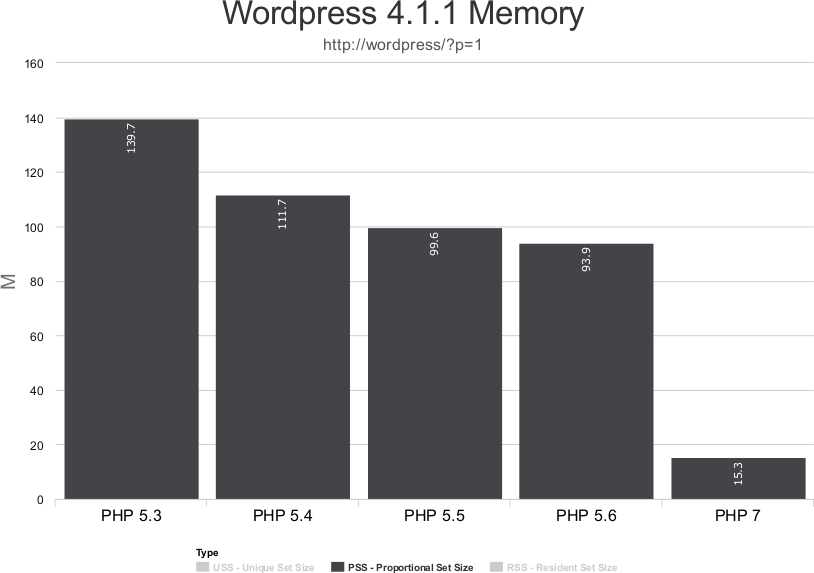 Wordpress 4.1.1 Memory
http://wordpress/?p=1
160
140
120
100
80
60
40
20
0
M
139.7
111.7
99.6
93.9
15.3
PHP 5.3
PHP 5.4
PHP 5.5
PHP 5.6
PHP 7
Type
USS - Unique Set Size
PSS - Proportional Set Size
RSS - Resident Set Size